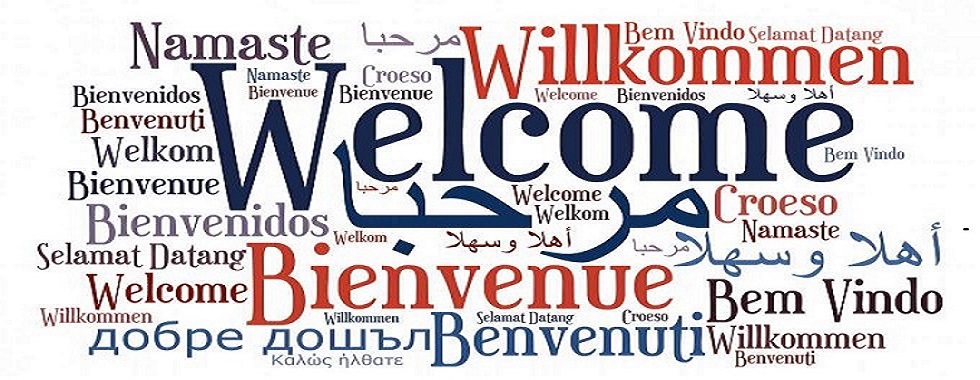 Namaste
مرحبا
Willkommen
Bem Vindo
Selamat Datang
Namaste
Croeso
Bienvenue
Bienvenue
Welcome
Bienvenidos
أهلا وسهلا
Bienvenidos
Benvenuti
Welkom
Bienvenue
Welcome
Bem Vindo
مرحبا
مرحبا
Welcome
Welkom
Croeso
Bienvenidos
Namaste
Welkom
أهلا وسهلا
مرحبا
أهلا وسهلا
Selamat Datang
Bienvenue
Welcome
Bem Vindo
Willkommen
Willkommen
Selamat Datang
Croeso
добре дошъл
Benvenuti
Willkommen
Καλώς ήλθατε
Benvenuti